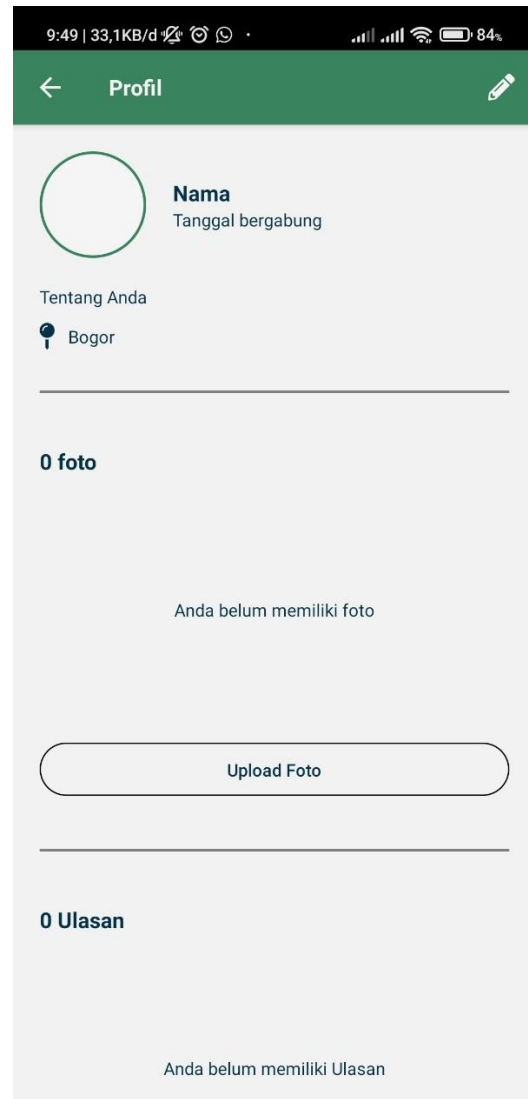 9:49 | 33,1KB/d 84%
Profil
Nama
Tanggal bergabung
Tentang Anda
Bogor
0 foto
Anda belum memiliki foto
Upload Foto
0 Ulasan
Anda belum memiliki Ulasan